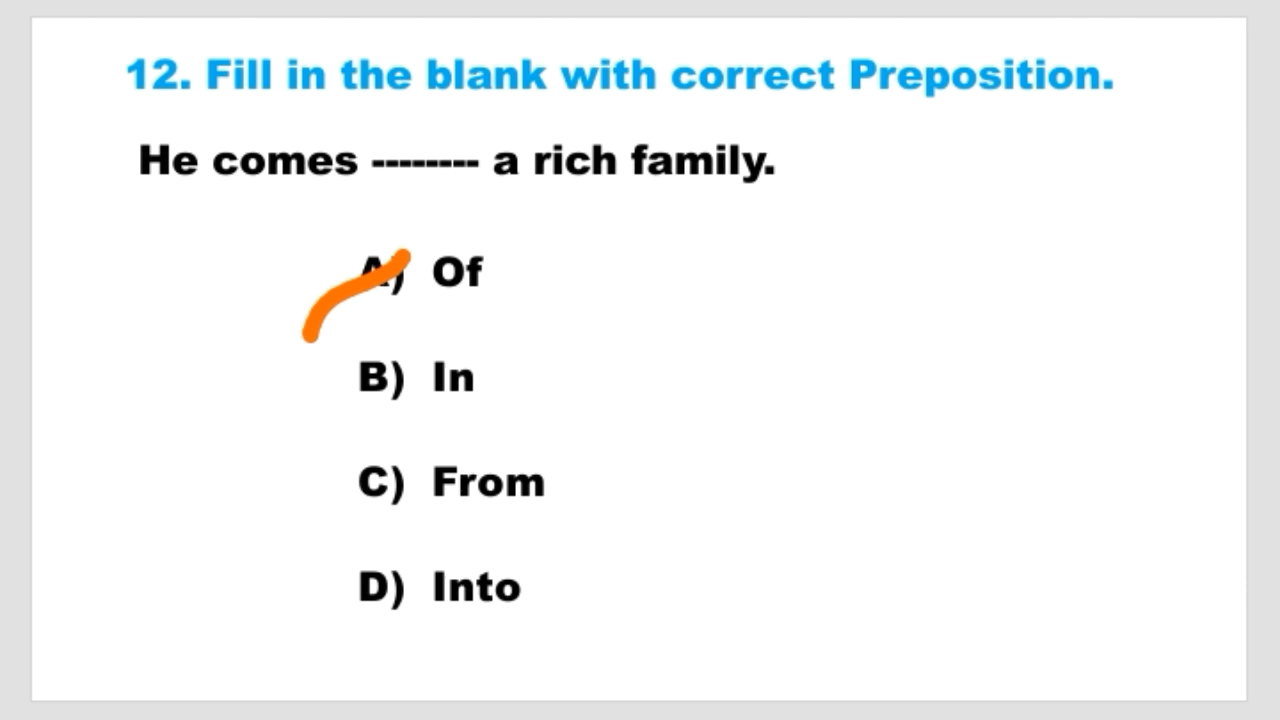 12. Fill in the blank with correct Preposition.
He comes -------- a rich family.
A) Of
B) In
C) From
D) Into